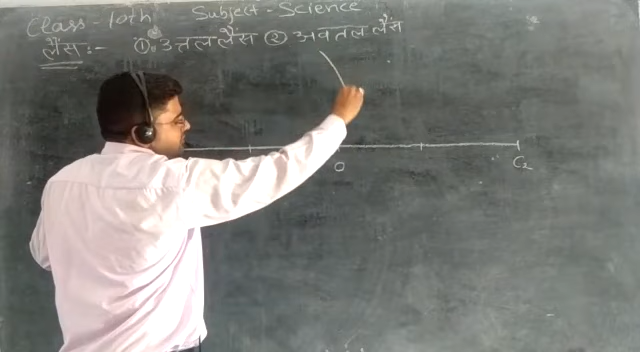 Class - 10th Subject - Science
लैंस :- ① उत्तल लैंस ② अवतल लैंस
O C₂